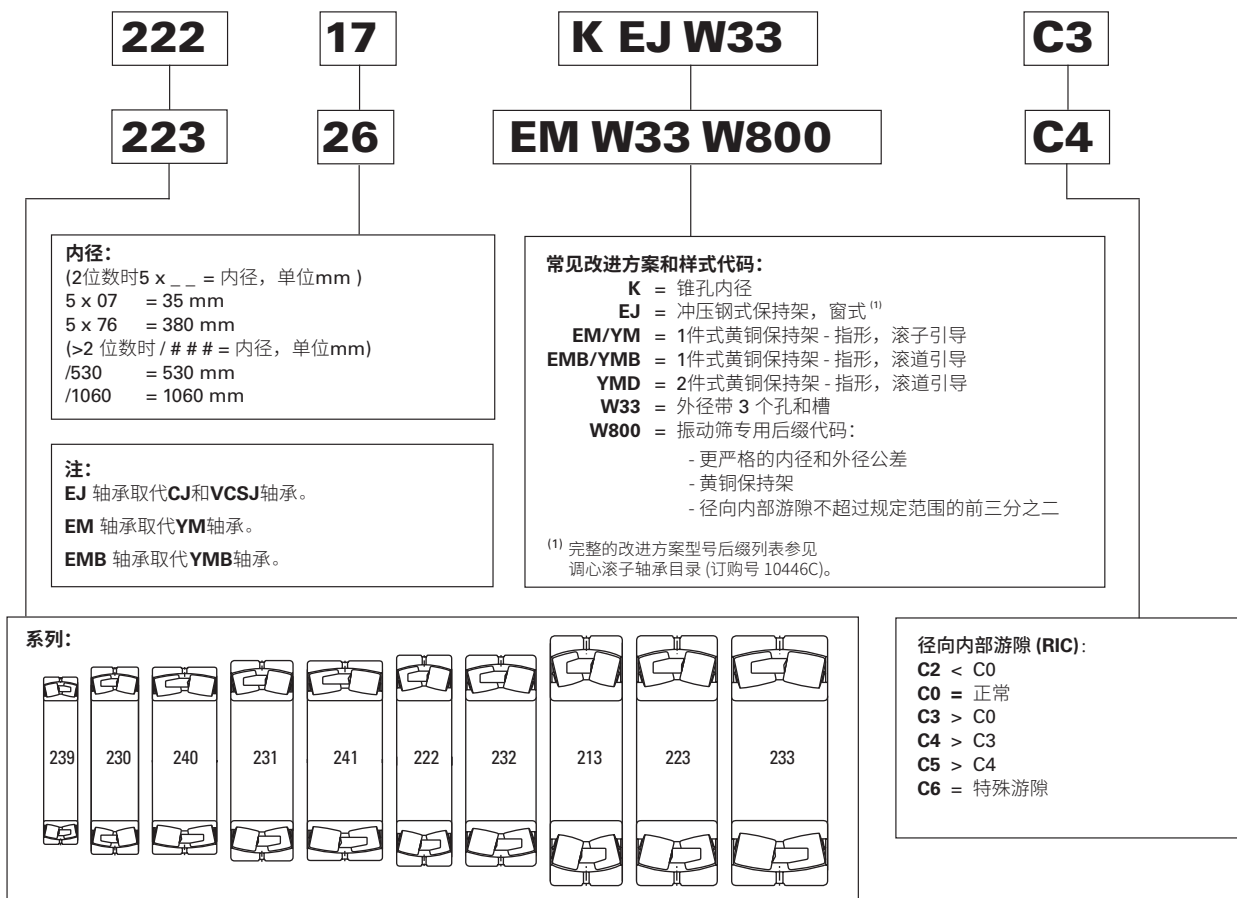 222 17 K EJ W33 C3
223 26 EM W33 W800 C4
内径：
(2位数时5 x _ _ = 内径，单位mm )
5 x 07 = 35 mm
5 x 76 = 380 mm
(>2 位数时 / # # # = 内径，单位mm)
/530 = 530 mm
/1060 = 1060 mm
注：
EJ 轴承取代CJ和VCSJ轴承。
EM 轴承取代YM轴承。
EMB 轴承取代YMB轴承。
常见改进方案和样式代码：
K = 锥孔内径
EJ = 冲压钢式保持架，窗式 (1)
EM/YM = 1件式黄铜保持架 - 指形，滚子引导
EMB/YMB = 1件式黄铜保持架 - 指形，滚道引导
YMD = 2件式黄铜保持架 - 指形，滚道引导
W33 = 外径带 3 个孔和槽
W800 = 振动筛专用后缀代码：
- 更严格的内径和外径公差
- 黄铜保持架
- 径向内部游隙不超过规定范围的前三分之二
(1) 完整的改进方案型号后缀列表参见
调心滚子轴承目录 (订购号 10446C)。
系列：
239 230 240 231 241 222 232 213 223 233
径向内部游隙 (RIC)：
C2 < C0
C0 = 正常
C3 > C0
C4 > C3
C5 > C4
C6 = 特殊游隙